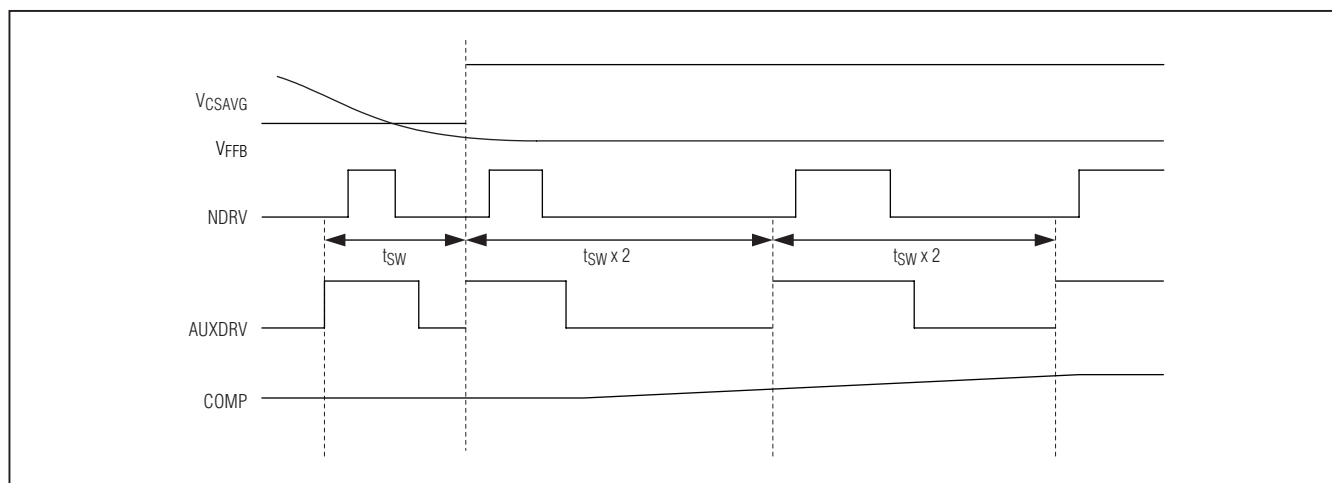 VCSAVG
VFFB
NDRV
tSW
tSW x 2
tSW x 2
AUXDRV
COMP